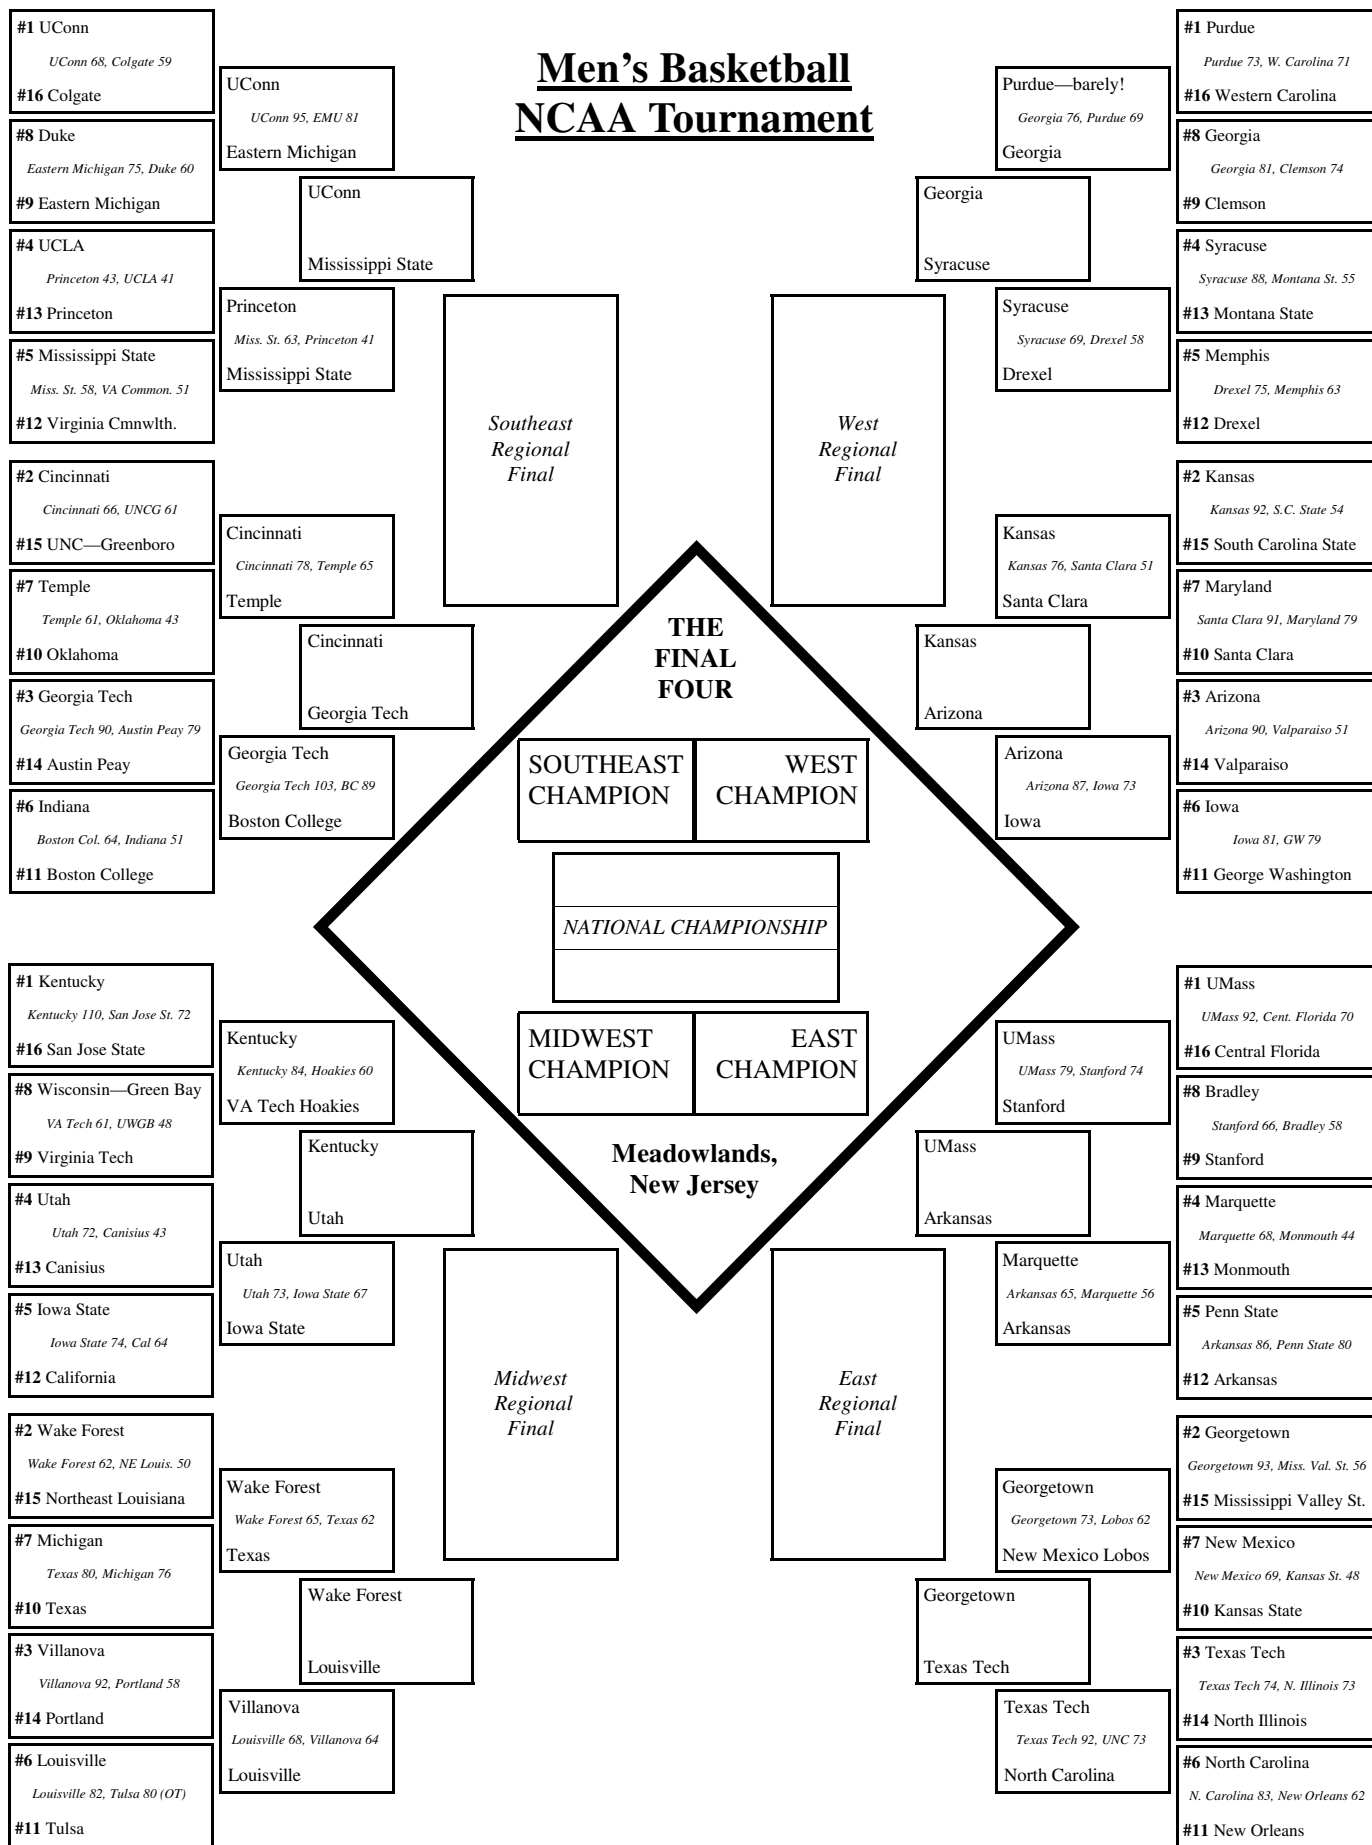 Men’s Basketball
NCAA Tournament
#1 UConn
UConn 68, Colgate 59
#16 Colgate
#8 Duke
Eastern Michigan 75, Duke 60
#9 Eastern Michigan
#4 UCLA
Princeton 43, UCLA 41
#13 Princeton
#5 Mississippi State
Miss. St. 58, VA Common. 51
#12 Virginia Cmnwlth.
#2 Cincinnati
Cincinnati 66, UNCG 61
#15 UNC—Greenboro
#7 Temple
Temple 61, Oklahoma 43
#10 Oklahoma
#3 Georgia Tech
Georgia Tech 90, Austin Peay 79
#14 Austin Peay
#6 Indiana
Boston Col. 64, Indiana 51
#11 Boston College
UConn
UConn 95, EMU 81
Eastern Michigan
Princeton
Miss. St. 63, Princeton 41
Mississippi State
Cincinnati
Cincinnati 78, Temple 65
Temple
Georgia Tech
Georgia Tech 103, BC 89
Boston College
UConn
Mississippi State
Cincinnati
Georgia Tech
Southeast
Regional
Final
#1 Kentucky
Kentucky 110, San Jose St. 72
#16 San Jose State
#8 Wisconsin—Green Bay
VA Tech 61, UWGB 48
#9 Virginia Tech
#4 Utah
Utah 72, Canisius 43
#13 Canisius
#5 Iowa State
Iowa State 74, Cal 64
#12 California
#2 Wake Forest
Wake Forest 62, NE Louis. 50
#15 Northeast Louisiana
#7 Michigan
Texas 80, Michigan 76
#10 Texas
#3 Villanova
Villanova 92, Portland 58
#14 Portland
#6 Louisville
Louisville 82, Tulsa 80 (OT)
#11 Tulsa
Kentucky
Kentucky 84, Hoakies 60
VA Tech Hoakies
Utah
Utah 73, Iowa State 67
Iowa State
Wake Forest
Wake Forest 65, Texas 62
Texas
Villanova
Louisville 68, Villanova 64
Louisville
Kentucky
Utah
Wake Forest
Louisville
Midwest
Regional
Final
THE
FINAL
FOUR
SOUTHEAST
CHAMPION
WEST
CHAMPION
NATIONAL CHAMPIONSHIP
MIDWEST
CHAMPION
EAST
CHAMPION
Meadowlands,
New Jersey
West
Regional
Final
Georgia
Syracuse
Kansas
Arizona
Purdue—barely!
Georgia 76, Purdue 69
Georgia
Syracuse
Syracuse 69, Drexel 58
Drexel
Kansas
Kansas 76, Santa Clara 51
Santa Clara
Arizona
Arizona 87, Iowa 73
Iowa
#1 Purdue
Purdue 73, W. Carolina 71
#16 Western Carolina
#8 Georgia
Georgia 81, Clemson 74
#9 Clemson
#4 Syracuse
Syracuse 88, Montana St. 55
#13 Montana State
#5 Memphis
Drexel 75, Memphis 63
#12 Drexel
#2 Kansas
Kansas 92, S.C. State 54
#15 South Carolina State
#7 Maryland
Santa Clara 91, Maryland 79
#10 Santa Clara
#3 Arizona
Arizona 90, Valparaiso 51
#14 Valparaiso
#6 Iowa
Iowa 81, GW 79
#11 George Washington
East
Regional
Final
UMass
Arkansas
Georgetown
Texas Tech
UMass
UMass 79, Stanford 74
Stanford
Marquette
Arkansas 65, Marquette 56
Arkansas
Georgetown
Georgetown 73, Lobos 62
New Mexico Lobos
Texas Tech
Texas Tech 92, UNC 73
North Carolina
#1 UMass
UMass 92, Cent. Florida 70
#16 Central Florida
#8 Bradley
Stanford 66, Bradley 58
#9 Stanford
#4 Marquette
Marquette 68, Monmouth 44
#13 Monmouth
#5 Penn State
Arkansas 86, Penn State 80
#12 Arkansas
#2 Georgetown
Georgetown 93, Miss. Val. St. 56
#15 Mississippi Valley St.
#7 New Mexico
New Mexico 69, Kansas St. 48
#10 Kansas State
#3 Texas Tech
Texas Tech 74, N. Illinois 73
#14 North Illinois
#6 North Carolina
N. Carolina 83, New Orleans 62
#11 New Orleans